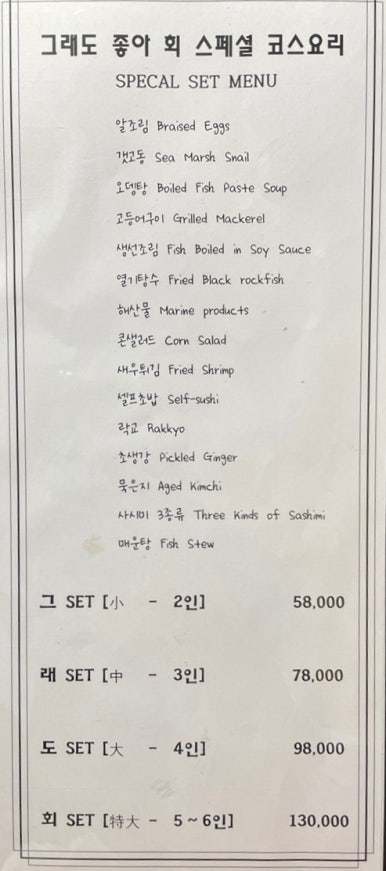 그래도 좋아 회 스페셜 코스요리
SPECAL SET MENU
알조림 Braised Eggs
갯고동 Sea Marsh Snail
오뎅탕 Boiled Fish Paste Soup
고등어구이 Grilled Mackerel
생선조림 Fish Boiled in Soy Sauce
열기탕수 Fried Black rockfish
해산물 Marine products
콘샐러드 Corn Salad
새우튀김 Fried Shrimp
셀프초밥 Self-sushi
락교 Rakkyo
초생강 Pickled Ginger
묵은지 Aged Kimchi
사시미 3종류 Three Kinds of Sashimi
매운탕 Fish Stew
그 SET [小 - 2인] 58,000
래 SET [中 - 3인] 78,000
도 SET [大 - 4인] 98,000
회 SET [特大 - 5 ~ 6인] 130,000